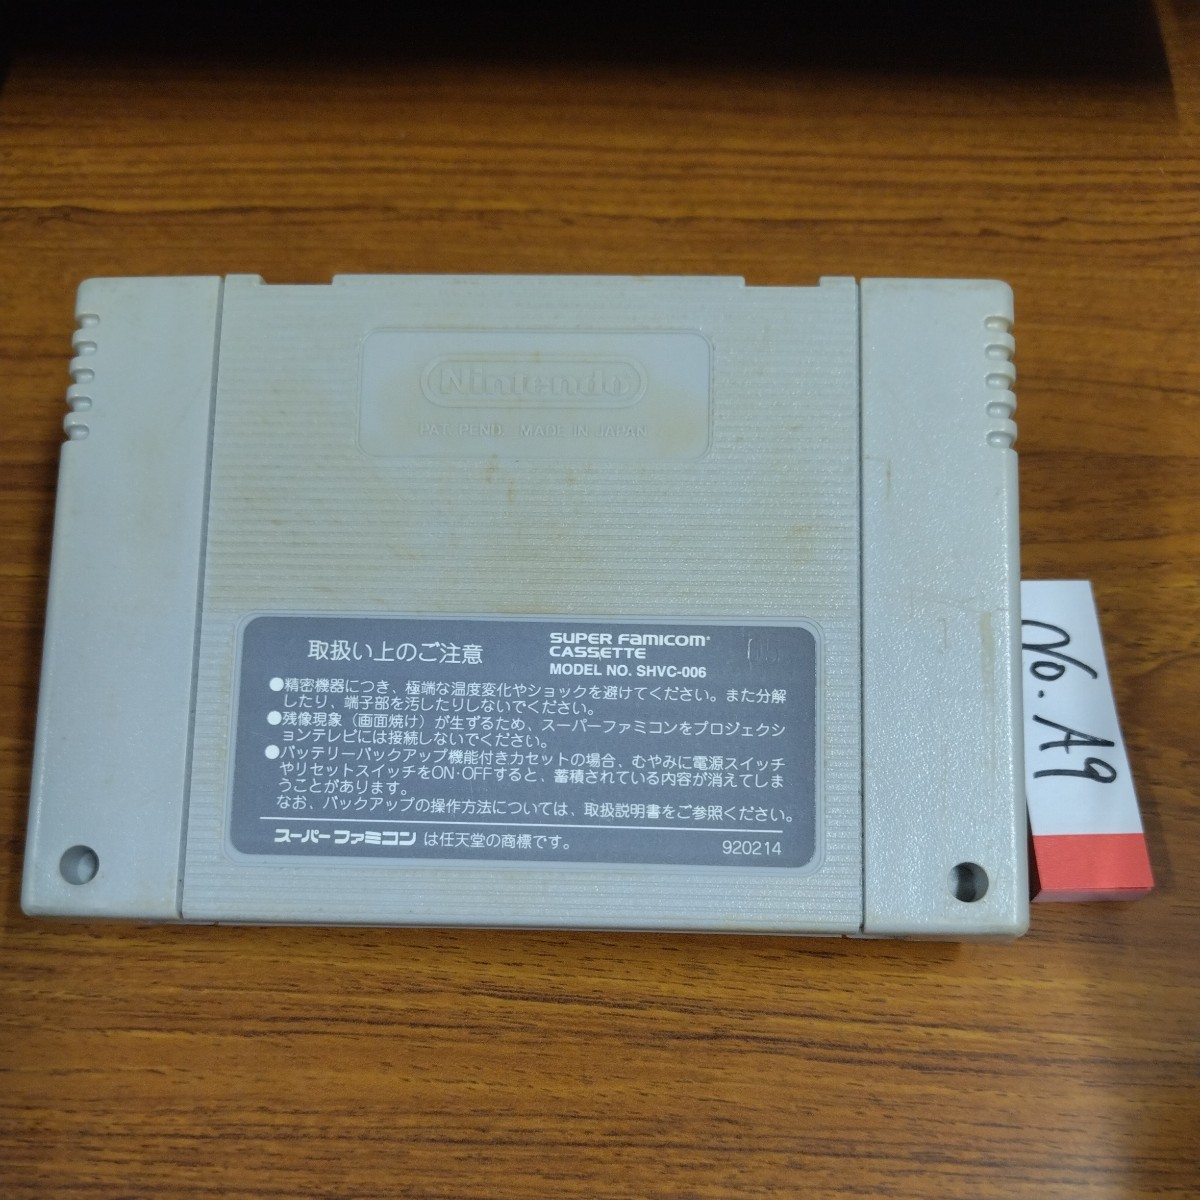 Nintendo
PAT. PEND. MADE IN JAPAN
取扱い上のご注意
SUPER FAMICOM
CASSETTE
MODEL NO. SHVC-006
●精密機器につき、極端な温度変化やショックを避けてください。また分解
したり、端子部を汚したりしないでください。
●残像現象（画面焼け）が生ずるため、スーパーファミコンをプロジェクシ
ョンテレビには接続しないでください。
●バッテリーバックアップ機能付きカセットの場合、むやみに電源スイッチ
やリセットスイッチをON・OFFすると、蓄積されている内容が消えてしま
うことがあります。
なお、バックアップの操作方法については、取扱説明書をご参照ください。
スーパーファミコン は任天堂の商標です。
920214
No. A9